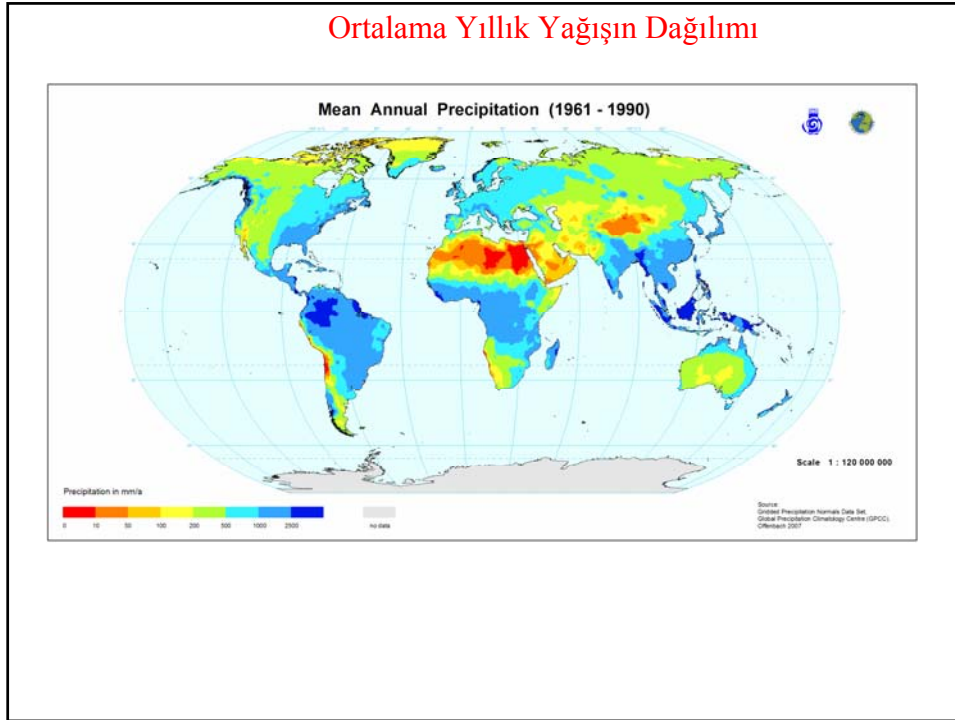 Ortalama Yıllık Yağışın Dağılımı
Mean Annual Precipitation (1961 - 1990)
Scale 1 : 120 000 000
Precipitation in mm/a
0 10 50 100 200 500 1000 2500
no data
Source:
Gridded Precipitation Normals Data Set,
Global Precipitation Climatology Centre (GPCC),
Offenbach 2007